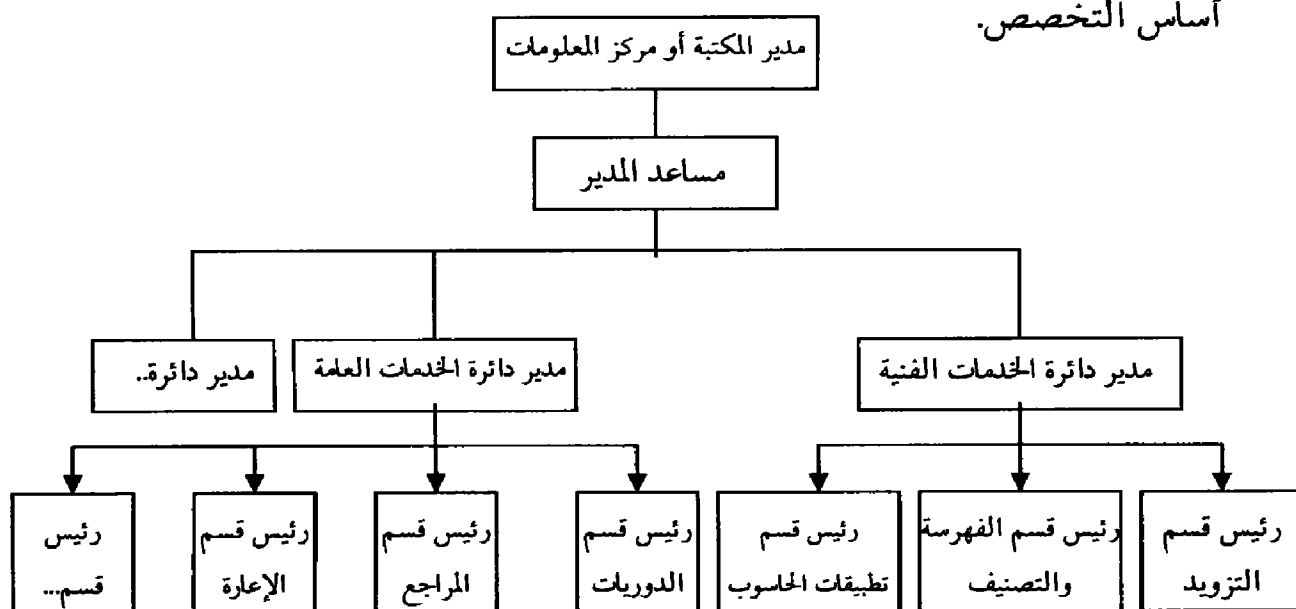 أساس التخصص.
مدير المكتبة أو مركز المعلومات
مساعد المدير
مدير دائرة الخدمات الفنية
مدير دائرة الخدمات العامة
مدير دائرة..
رئيس قسم
التزويد
رئيس قسم الفهرسة
والتصنيف
رئيس قسم
تطبيقات الحاسوب
رئيس قسم
الدوريات
رئيس قسم
المراجع
رئيس قسم
الإعارة
رئيس
قسم...